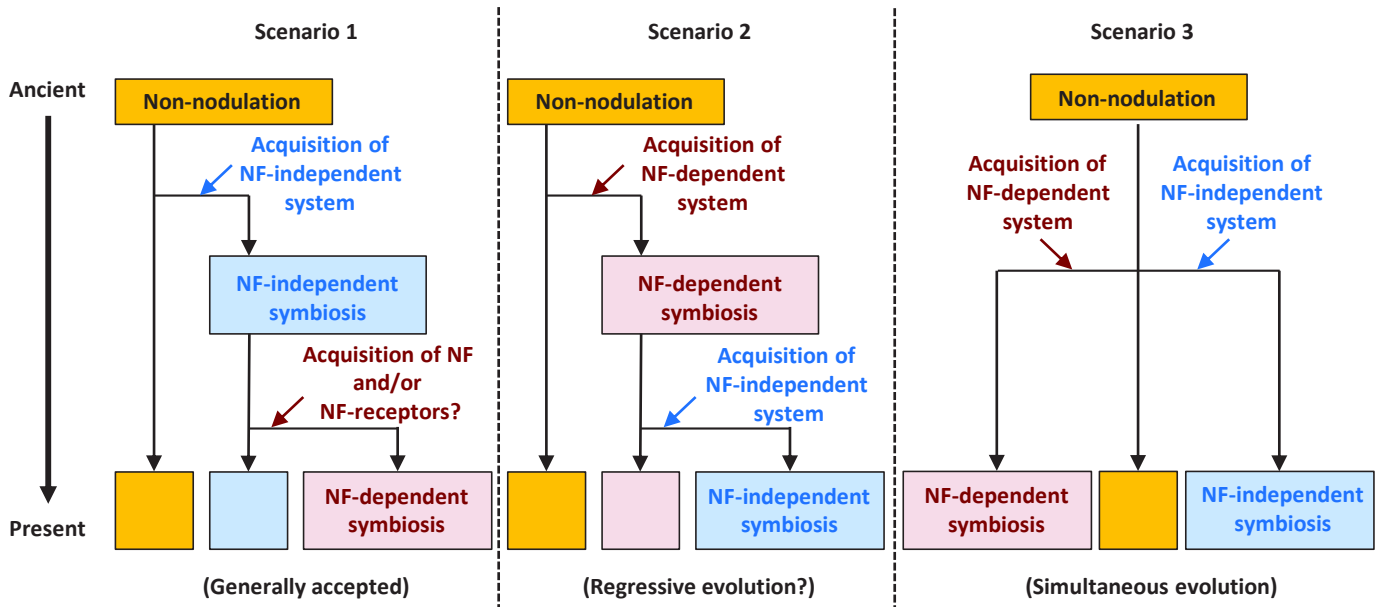 Scenario 1
Scenario 2
Scenario 3
Ancient
Present
Non-nodulation
Acquisition of
NF-independent
system
NF-independent
symbiosis
Acquisition of NF
and/or
NF-receptors?
NF-dependent
symbiosis
(Generally accepted)
Non-nodulation
Acquisition of
NF-dependent
system
NF-dependent
symbiosis
Acquisition of
NF-independent
system
NF-independent
symbiosis
(Regressive evolution?)
Non-nodulation
Acquisition of
NF-dependent
system
Acquisition of
NF-independent
system
NF-dependent
symbiosis
NF-independent
symbiosis
(Simultaneous evolution)